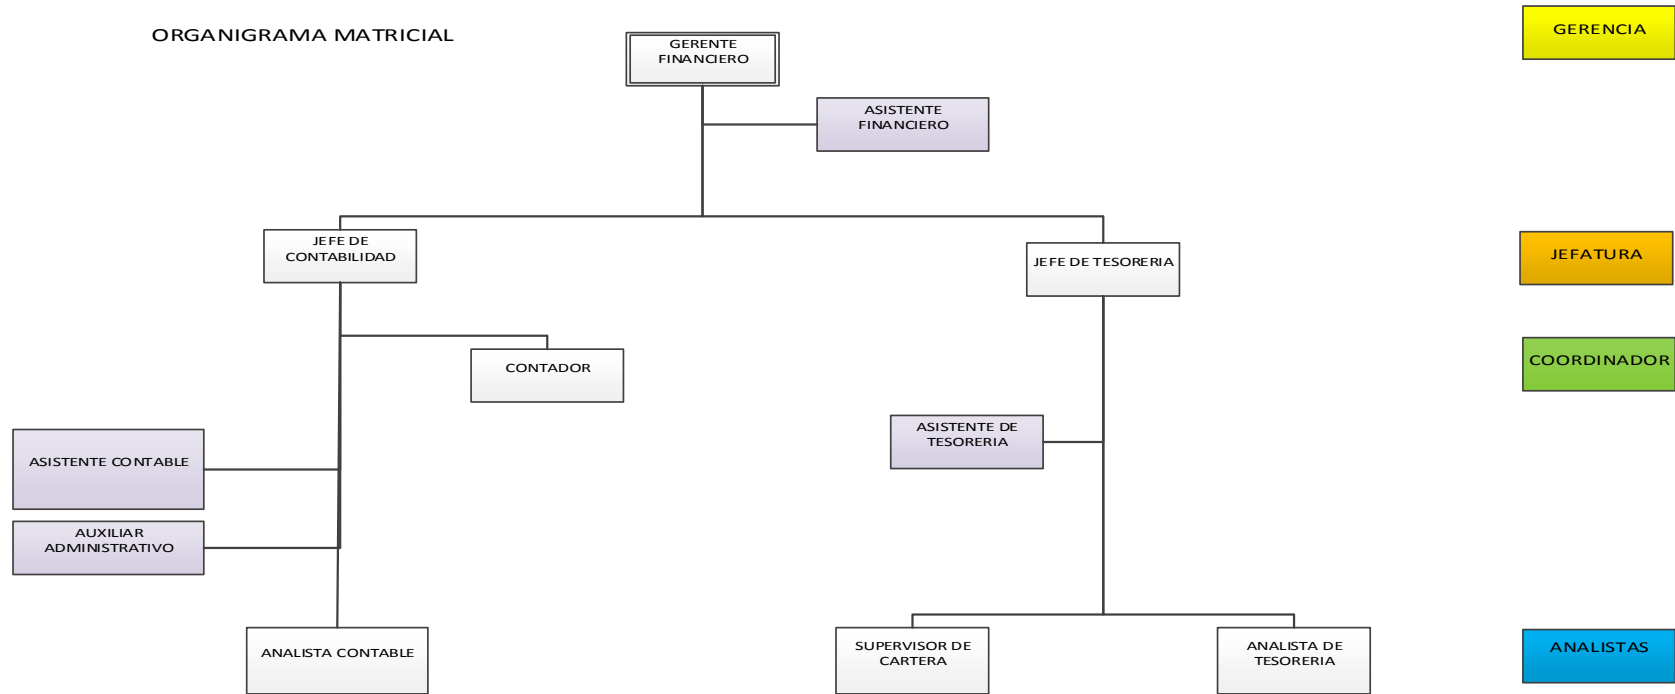 ORGANIGRAMA MATRICIAL
GERENTE
FINANCIERO
GERENCIA
ASISTENTE
FINANCIERO
JEFE DE
CONTABILIDAD
JEFE DE TESORERIA
JEFATURA
CONTADOR
COORDINADOR
ASISTENTE CONTABLE
ASISTENTE DE
TESORERIA
AUXILIAR
ADMINISTRATIVO
ANALISTA CONTABLE
SUPERVISOR DE
CARTERA
ANALISTA DE
TESORERIA
ANALISTAS